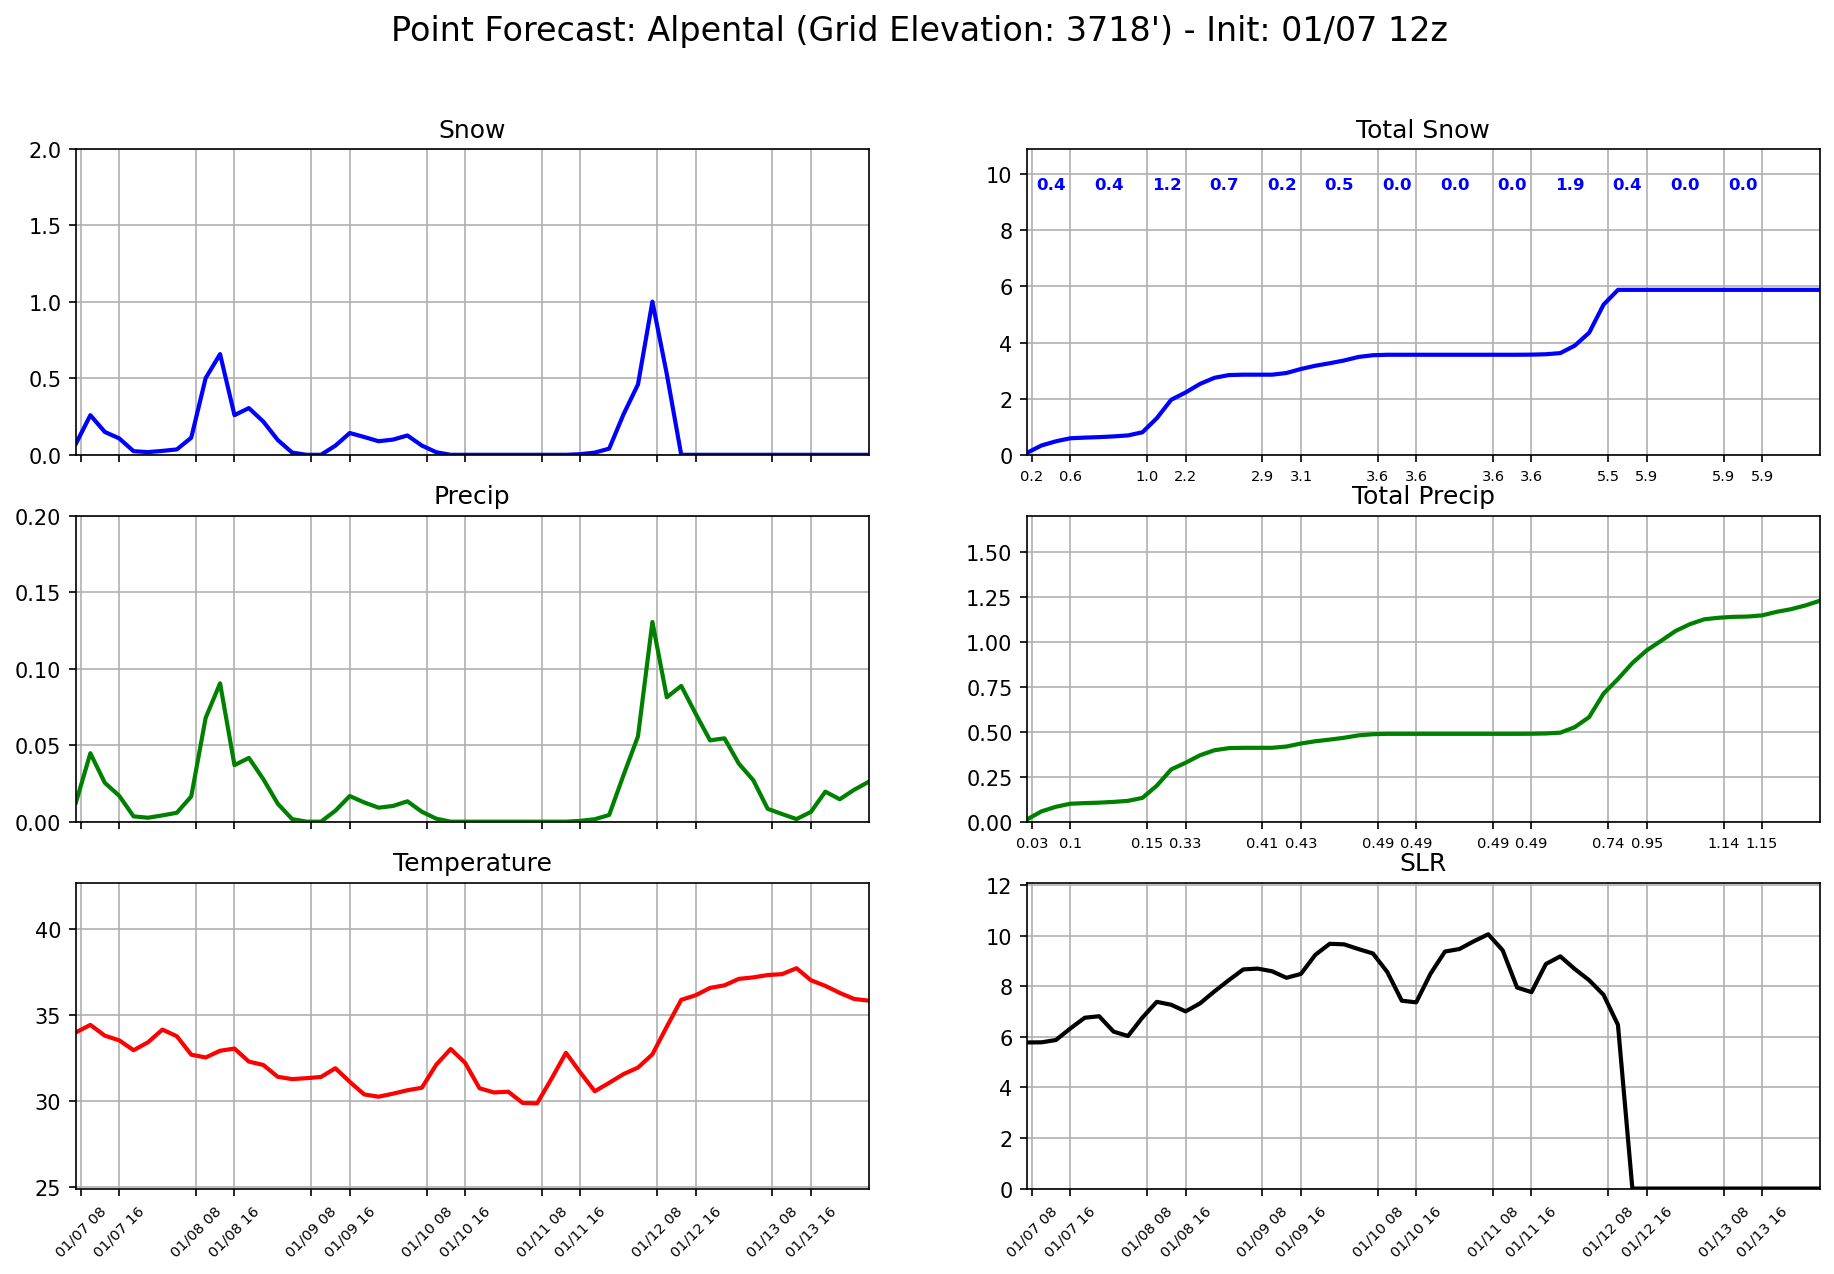 Point Forecast: Alpental (Grid Elevation: 3718') - Init: 01/07 12z
Snow
2.0
1.5
1.0
0.5
0.0
Total Snow
10
8
6
4
2
0
0.4 0.4 1.2 0.7 0.2 0.5 0.0 0.0 0.0 1.9 0.4 0.0 0.0
0.2 0.6 1.0 2.2 2.9 3.1 3.6 3.6 3.6 3.6 5.5 5.9 5.9 5.9
Precip
0.20
0.15
0.10
0.05
0.00
Total Precip
1.50
1.25
1.00
0.75
0.50
0.25
0.00
0.03 0.1 0.15 0.33 0.41 0.43 0.49 0.49 0.49 0.49 0.74 0.95 1.14 1.15
Temperature
40
35
30
25
01/07 08 01/07 16 01/08 08 01/08 16 01/09 08 01/09 16 01/10 08 01/10 16 01/11 08 01/11 16 01/12 08 01/12 16 01/13 08 01/13 16
SLR
12
10
8
6
4
2
0
01/07 08 01/07 16 01/08 08 01/08 16 01/09 08 01/09 16 01/10 08 01/10 16 01/11 08 01/11 16 01/12 08 01/12 16 01/13 08 01/13 16